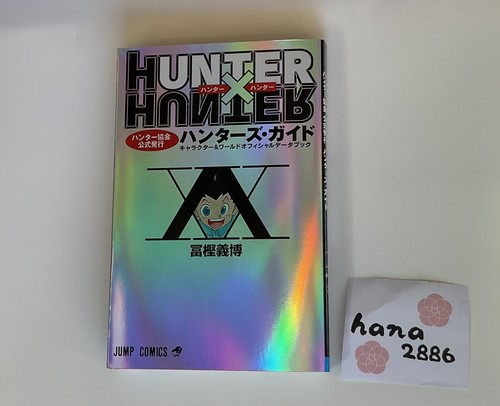 HUNTER
ハンター × ハンター
HUNTER
ハンター協会
公式発行
ハンターズ・ガイド
キャラクター&ワールドオフィシャルデータブック
冨樫義博
JUMP COMICS
hana
2886